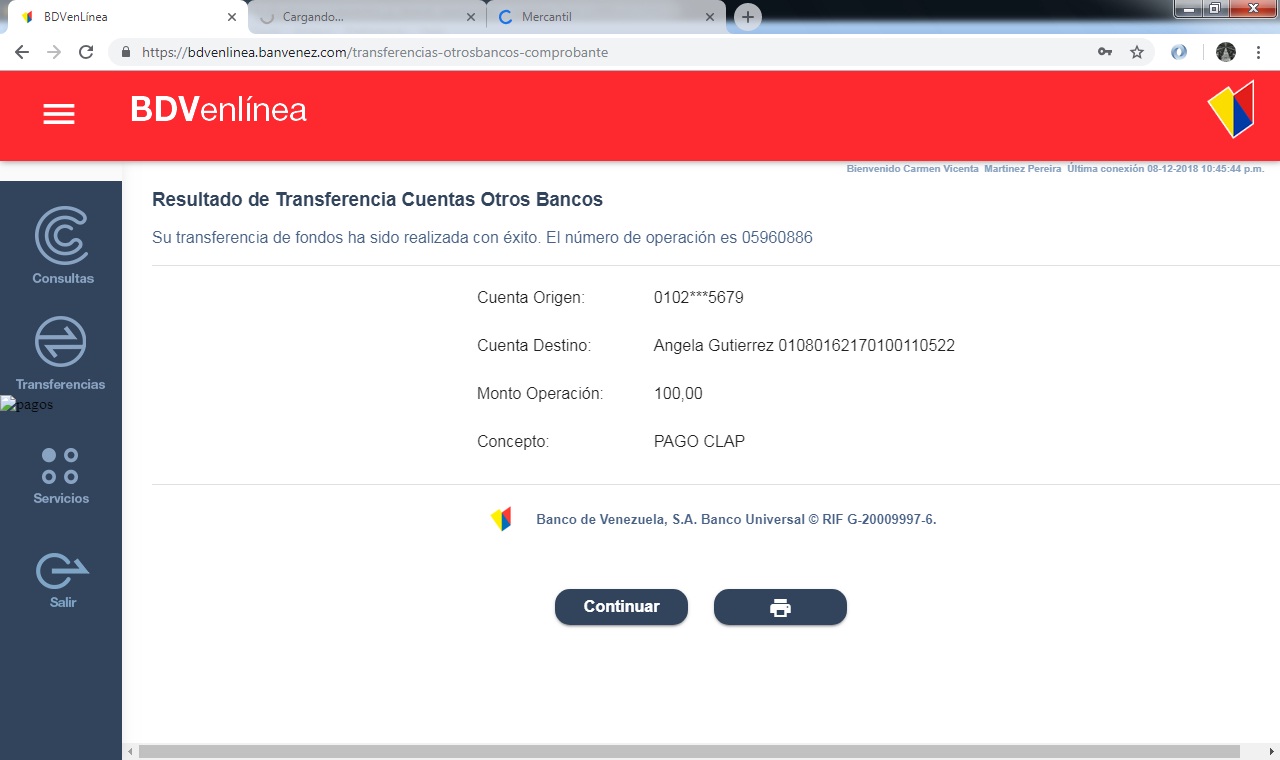 BDVenLínea
Cargando...
Mercantil
https://bdvenlinea.banvenez.com/transferencias-otrosbancos-comprobante
BDVenlínea
Bienvenido Carmen Vicenta Martinez Pereira Última conexión 08-12-2018 10:45:44 p.m.
Resultado de Transferencia Cuentas Otros Bancos
Su transferencia de fondos ha sido realizada con éxito. El número de operación es 05960886
Consultas
Transferencias
pagos
Servicios
Salir
Cuenta Origen: 0102***5679
Cuenta Destino: Angela Gutierrez 01080162170100110522
Monto Operación: 100,00
Concepto: PAGO CLAP
Banco de Venezuela, S.A. Banco Universal © RIF G-20009997-6.
Continuar